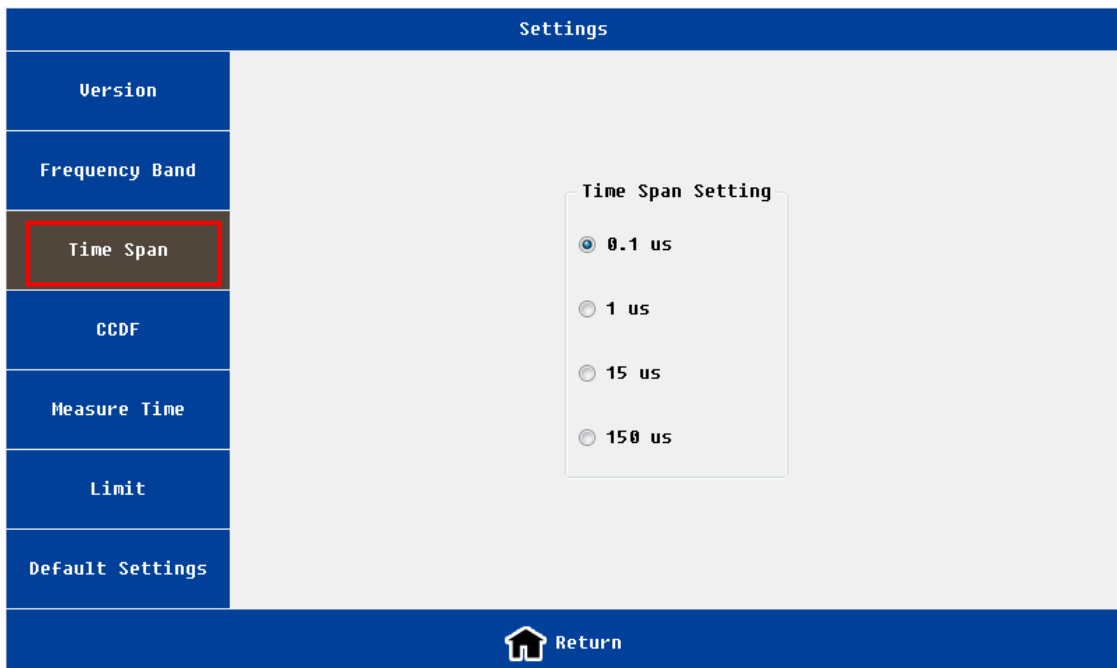 Settings
Version
Frequency Band
Time Span
CCDF
Measure Time
Limit
Default Settings
Time Span Setting
0.1 us
1 us
15 us
150 us
Return